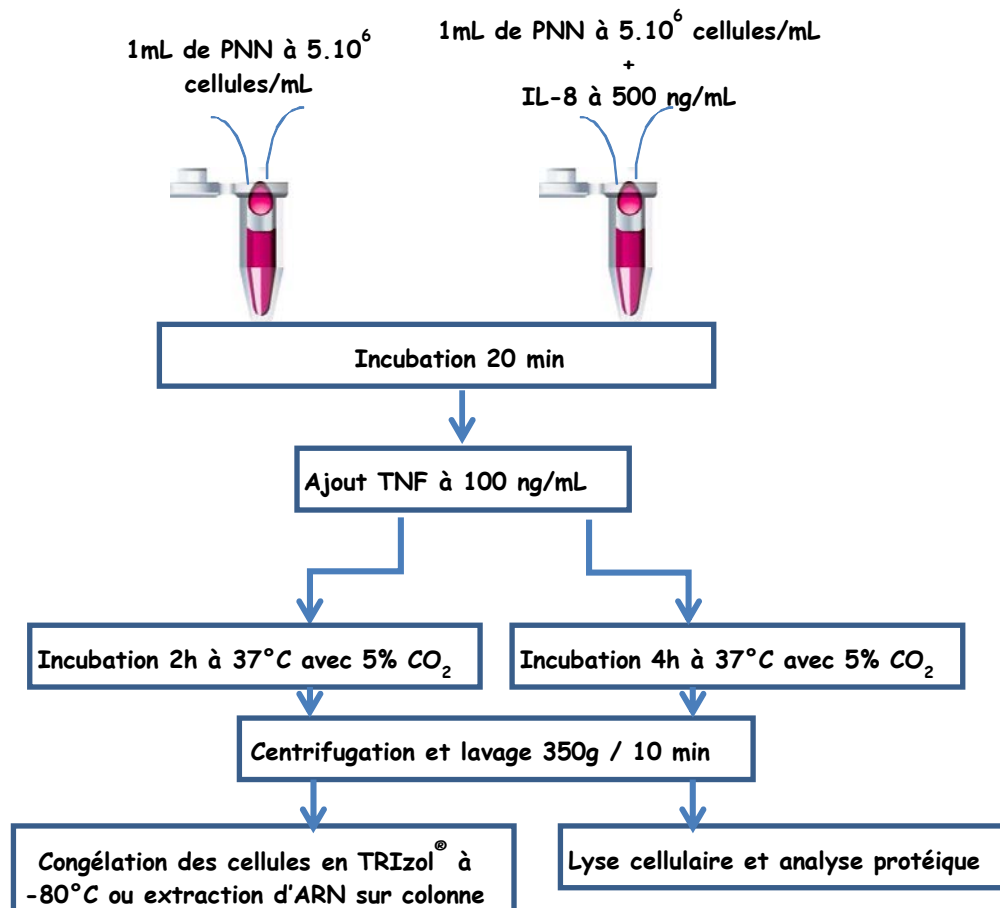 1mL de PNN à 5.10⁶
cellules/mL
1mL de PNN à 5.10⁶ cellules/mL
+
IL-8 à 500 ng/mL
Incubation 20 min
Ajout TNF à 100 ng/mL
Incubation 2h à 37°C avec 5% CO₂
Incubation 4h à 37°C avec 5% CO₂
Centrifugation et lavage 350g / 10 min
Congélation des cellules en TRIzol® à
-80°C ou extraction d'ARN sur colonne
Lyse cellulaire et analyse protéique